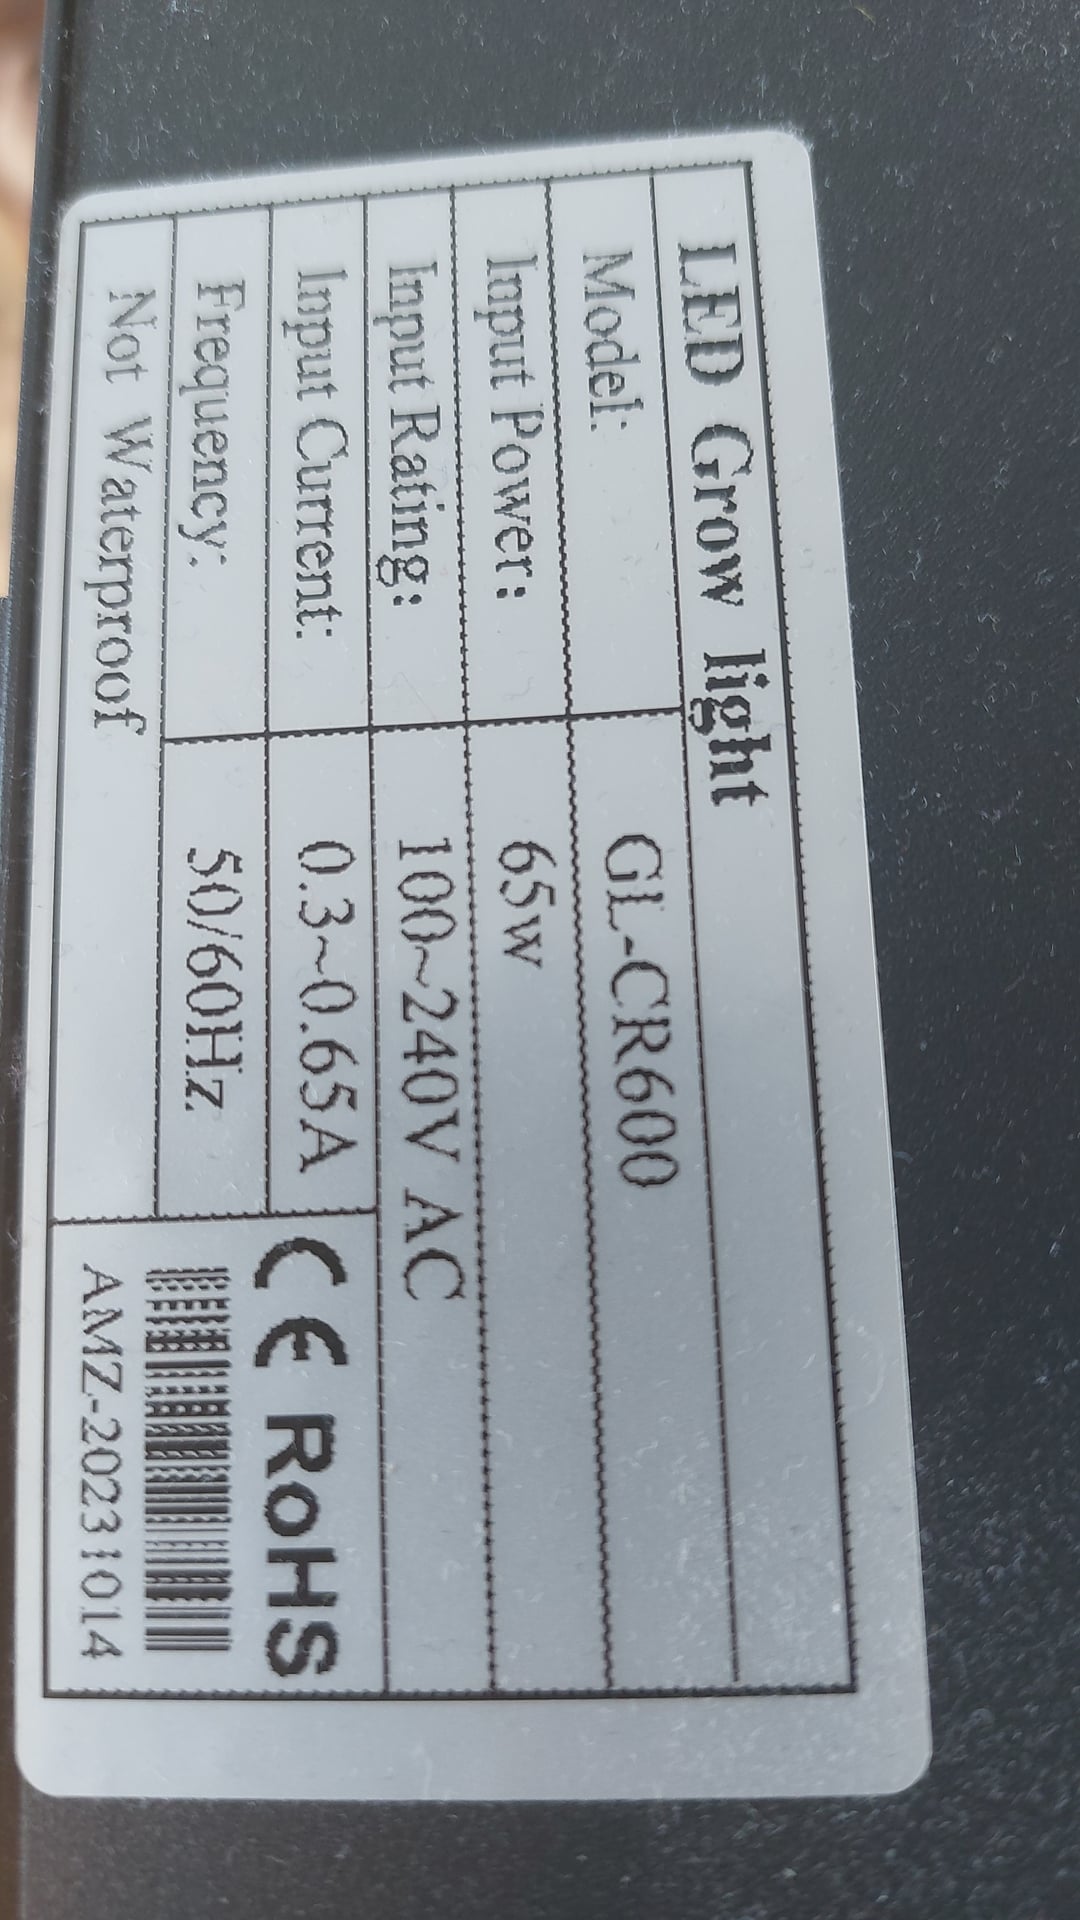 LED Grow light
Model: GL-CR600
Input Power: 65w
Input Rating: 100~240V AC
Input Current: 0.3~0.65A
Frequency: 50/60Hz
Not Waterproof
CE RoHS
AMZ-20231014